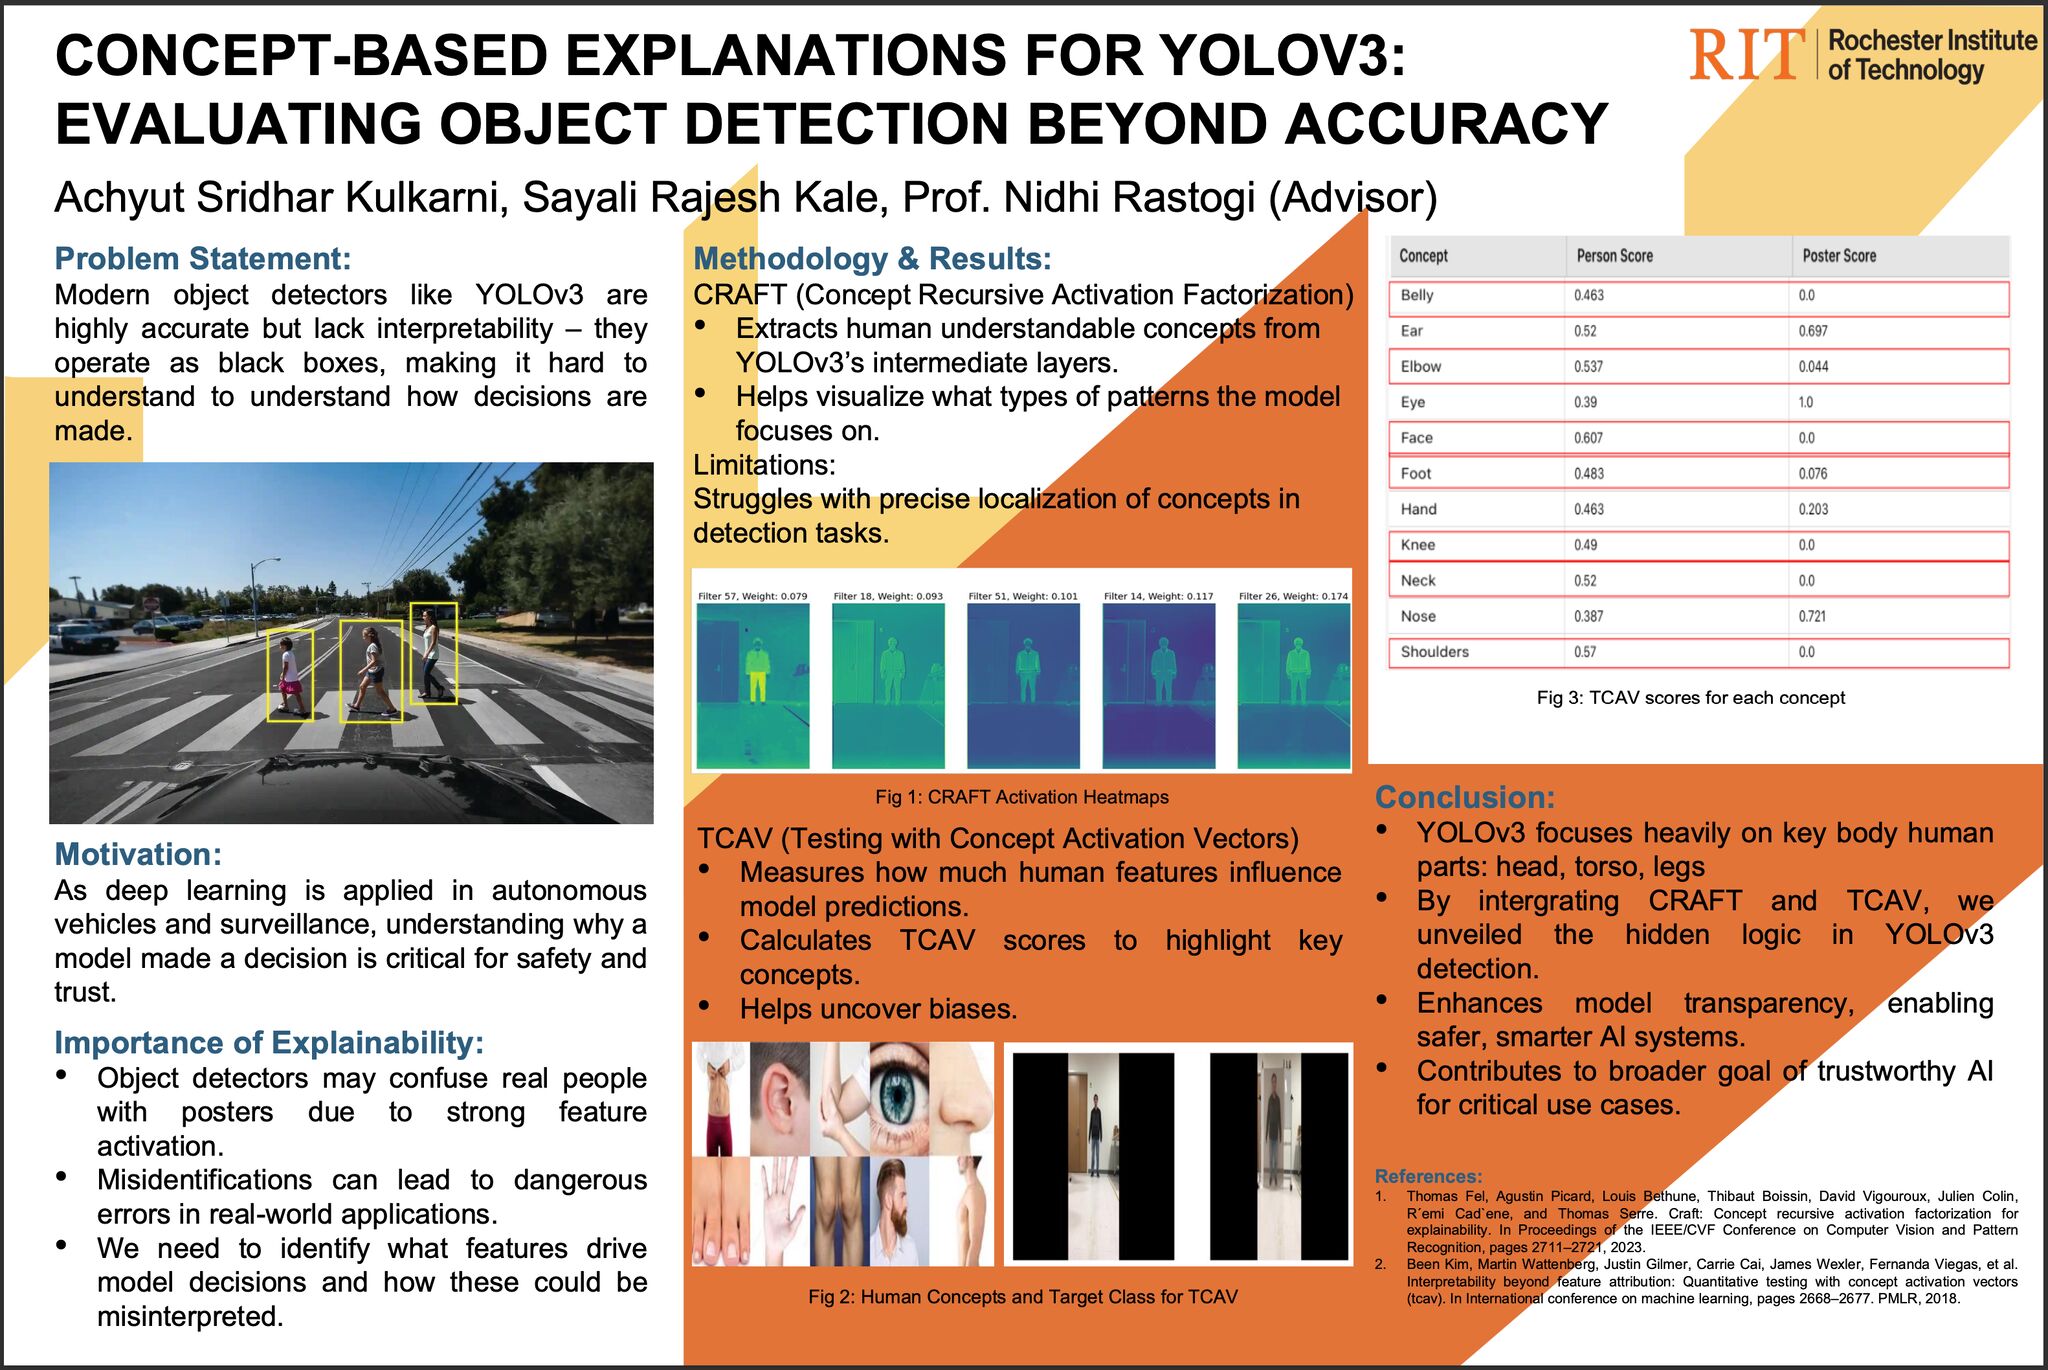 CONCEPT-BASED EXPLANATIONS FOR YOLOV3:
EVALUATING OBJECT DETECTION BEYOND ACCURACY
RIT
Rochester Institute
of Technology
Achyut Sridhar Kulkarni, Sayali Rajesh Kale, Prof. Nidhi Rastogi (Advisor)
Problem Statement:
Modern object detectors like YOLOv3 are
highly accurate but lack interpretability – they
operate as black boxes, making it hard to
understand to understand how decisions are
made.
Motivation:
As deep learning is applied in autonomous
vehicles and surveillance, understanding why a
model made a decision is critical for safety and
trust.
Importance of Explainability:
• Object detectors may confuse real people
with posters due to strong feature
activation.
• Misidentifications can lead to dangerous
errors in real-world applications.
• We need to identify what features drive
model decisions and how these could be
misinterpreted.
Methodology & Results:
CRAFT (Concept Recursive Activation Factorization)
• Extracts human understandable concepts from
YOLOv3's intermediate layers.
• Helps visualize what types of patterns the model
focuses on.
Limitations:
Struggles with precise localization of concepts in
detection tasks.
Filter 57, Weight: 0.079 Filter 18, Weight: 0.093 Filter 51, Weight: 0.101 Filter 14, Weight: 0.117 Filter 26, Weight: 0.174
Fig 1: CRAFT Activation Heatmaps
TCAV (Testing with Concept Activation Vectors)
• Measures how much human features influence
model predictions.
• Calculates TCAV scores to highlight key
concepts.
• Helps uncover biases.
Fig 2: Human Concepts and Target Class for TCAV
Concept Person Score Poster Score
Belly 0.463 0.0
Ear 0.52 0.697
Elbow 0.537 0.044
Eye 0.39 1.0
Face 0.607 0.0
Foot 0.483 0.076
Hand 0.463 0.203
Knee 0.49 0.0
Neck 0.52 0.0
Nose 0.387 0.721
Shoulders 0.57 0.0
Fig 3: TCAV scores for each concept
Conclusion:
• YOLOv3 focuses heavily on key body human
parts: head, torso, legs
• By intergrating CRAFT and TCAV, we
unveiled the hidden logic in YOLOv3
detection.
• Enhances model transparency, enabling
safer, smarter AI systems.
• Contributes to broader goal of trustworthy AI
for critical use cases.
References:
1. Thomas Fel, Agustin Picard, Louis Bethune, Thibaut Boissin, David Vigouroux, Julien Colin,
R´emi Cad`ene, and Thomas Serre. Craft: Concept recursive activation factorization for
explainability. In Proceedings of the IEEE/CVF Conference on Computer Vision and Pattern
Recognition, pages 2711–2721, 2023.
2. Been Kim, Martin Wattenberg, Justin Gilmer, Carrie Cai, James Wexler, Fernanda Viegas, et al.
Interpretability beyond feature attribution: Quantitative testing with concept activation vectors
(tcav). In International conference on machine learning, pages 2668–2677. PMLR, 2018.